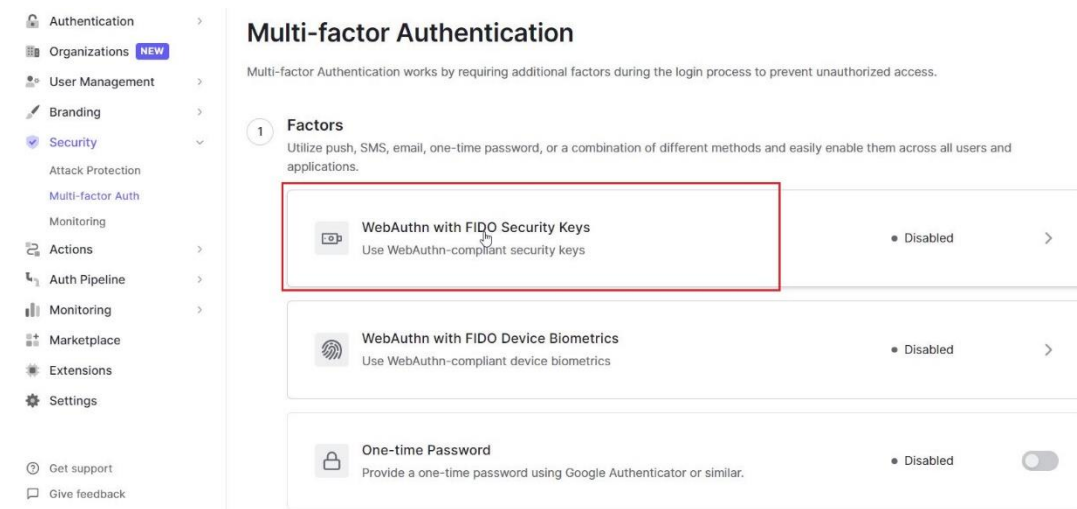 Authentication
Organizations NEW
User Management
Branding
Security
Attack Protection
Multi-factor Auth
Monitoring
Actions
Auth Pipeline
Monitoring
Marketplace
Extensions
Settings
Get support
Give feedback
Multi-factor Authentication
Multi-factor Authentication works by requiring additional factors during the login process to prevent unauthorized access.
1 Factors
Utilize push, SMS, email, one-time password, or a combination of different methods and easily enable them across all users and
applications.
WebAuthn with FIDO Security Keys
Use WebAuthn-compliant security keys
Disabled
WebAuthn with FIDO Device Biometrics
Use WebAuthn-compliant device biometrics
Disabled
One-time Password
Provide a one-time password using Google Authenticator or similar.
Disabled